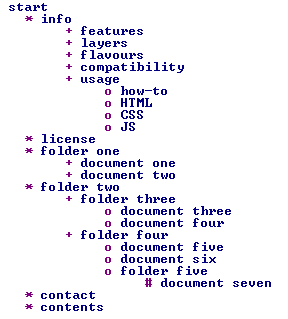 start
* info
+ features
+ layers
+ flavours
+ compatibility
+ usage
o how-to
o HTML
o CSS
o JS
* license
* folder one
+ document one
+ document two
* folder two
+ folder three
o document three
o document four
+ folder four
o document five
o document six
o folder five
# document seven
* contact
* contents